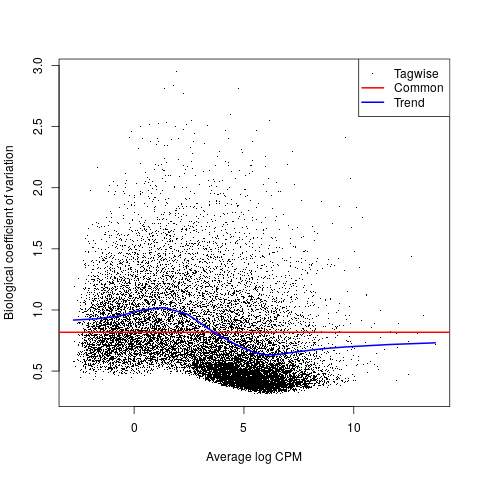 3.0
2.5
2.0
1.5
1.0
0.5
Biological coefficient of variation
Tagwise
Common
Trend
0 5 10
Average log CPM